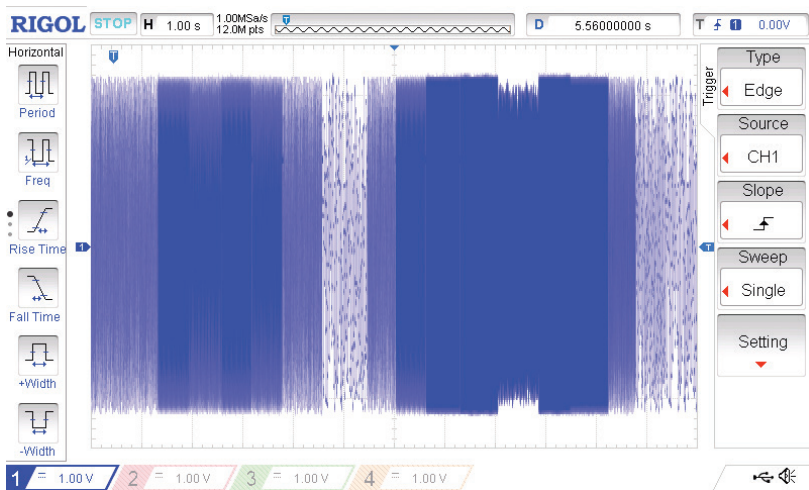 RIGOL STOP H 1.00 s 1.00MSa/s 12.0M pts D 5.56000000 s T 1 0.00V
Horizontal
Period
Freq
Rise Time
Fall Time
+Width
-Width
T
1
T
Trigger
Type
Edge
Source
CH1
Slope
Sweep
Single
Setting
1 = 1.00 V 2 = 1.00 V 3 = 1.00 V 4 = 1.00 V